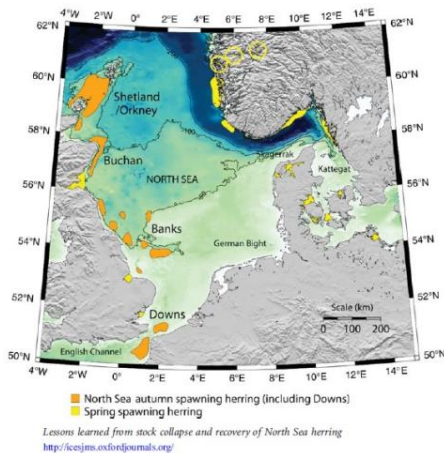 4°W 2°W 0° 2°E 4°E 6°E 8°E 10°E 12°E 14°E
62°N 62°N
60°N 60°N
Shetland
/Orkney
58°N 58°N
Skagerrak
Buchan
Kattegat
NORTH SEA
56°N 56°N
Banks
German Bight
54°N 54°N
52°N 52°N
Downs
Scale (km)
0 100 200
50°N 50°N
English Channel
4°W 2°W 0° 2°E 4°E 6°E 8°E 10°E 12°E 14°E
North Sea autumn spawning herring (including Downs)
Spring spawning herring
Lessons learned from stock collapse and recovery of North Sea herring
http://icesjms.oxfordjournals.org/